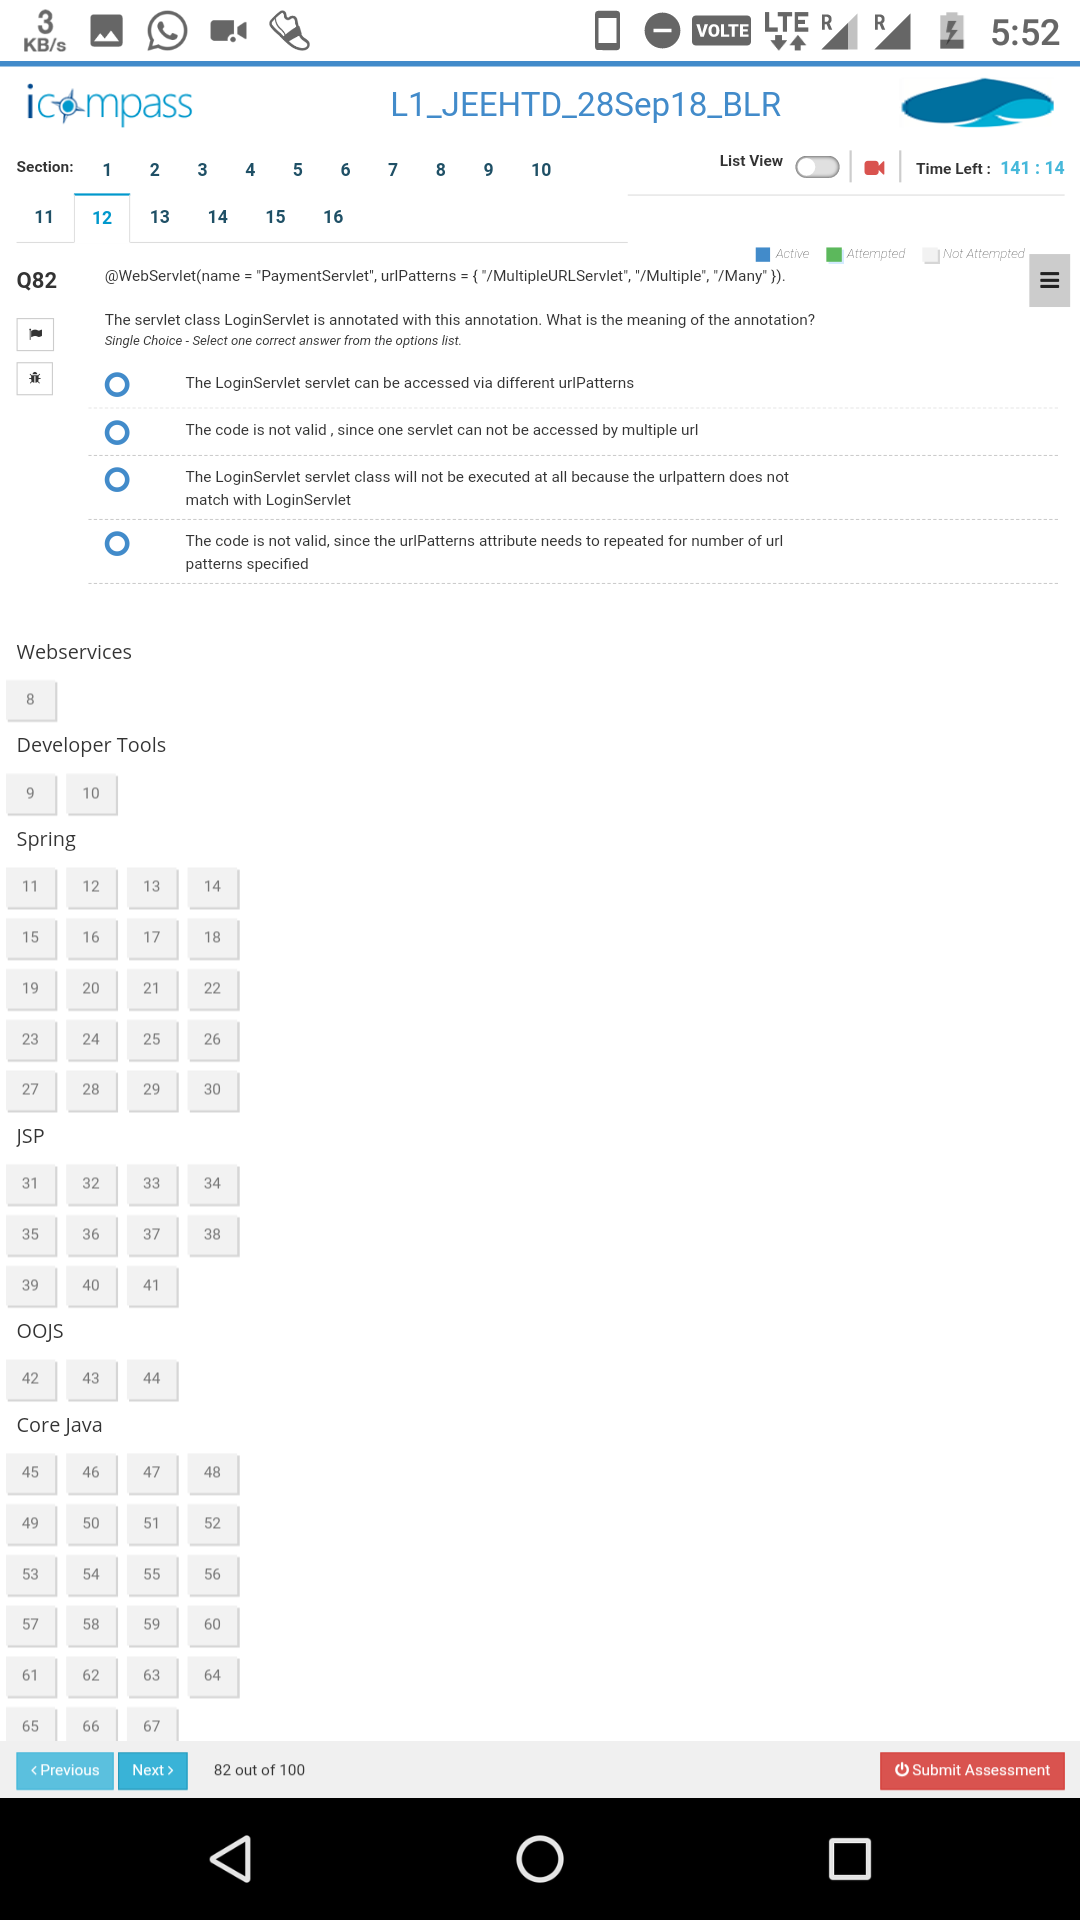 3 KB/s VOLTE LTE R R 5:52
icompass L1_JEEHTD_28Sep18_BLR
Section: 1 2 3 4 5 6 7 8 9 10 List View Time Left : 141 : 14
11 12 13 14 15 16
Active Attempted Not Attempted
Q82 @WebServlet(name = "PaymentServlet", urlPatterns = { "/MultipleURLServlet", "/Multiple", "/Many" }).
The servlet class LoginServlet is annotated with this annotation. What is the meaning of the annotation?
Single Choice - Select one correct answer from the options list.
The LoginServlet servlet can be accessed via different urlPatterns
The code is not valid , since one servlet can not be accessed by multiple url
The LoginServlet servlet class will not be executed at all because the urlpattern does not
match with LoginServlet
The code is not valid, since the urlPatterns attribute needs to repeated for number of url
patterns specified
Webservices
8
Developer Tools
9 10
Spring
11 12 13 14
15 16 17 18
19 20 21 22
23 24 25 26
27 28 29 30
JSP
31 32 33 34
35 36 37 38
39 40 41
OOJS
42 43 44
Core Java
45 46 47 48
49 50 51 52
53 54 55 56
57 58 59 60
61 62 63 64
65 66 67
Previous Next 82 out of 100 Submit Assessment